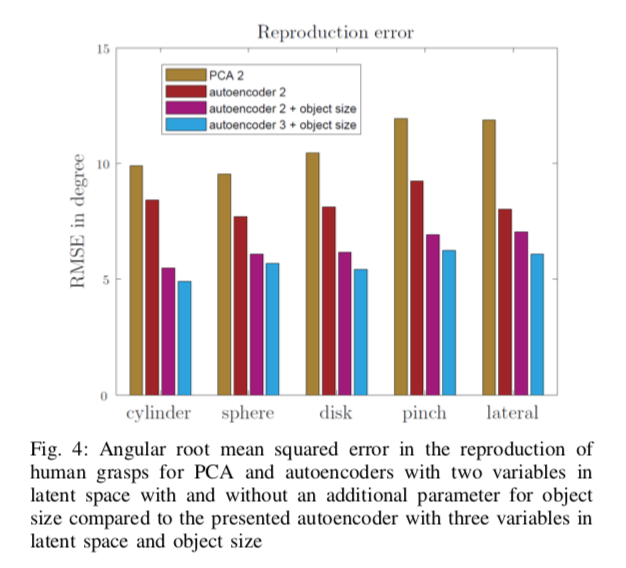 Reproduction error
15
10
5
0
RMSE in degree
PCA 2
autoencoder 2
autoencoder 2 + object size
autoencoder 3 + object size
cylinder sphere disk pinch lateral
Fig. 4: Angular root mean squared error in the reproduction of
human grasps for PCA and autoencoders with two variables in
latent space with and without an additional parameter for object
size compared to the presented autoencoder with three variables in
latent space and object size